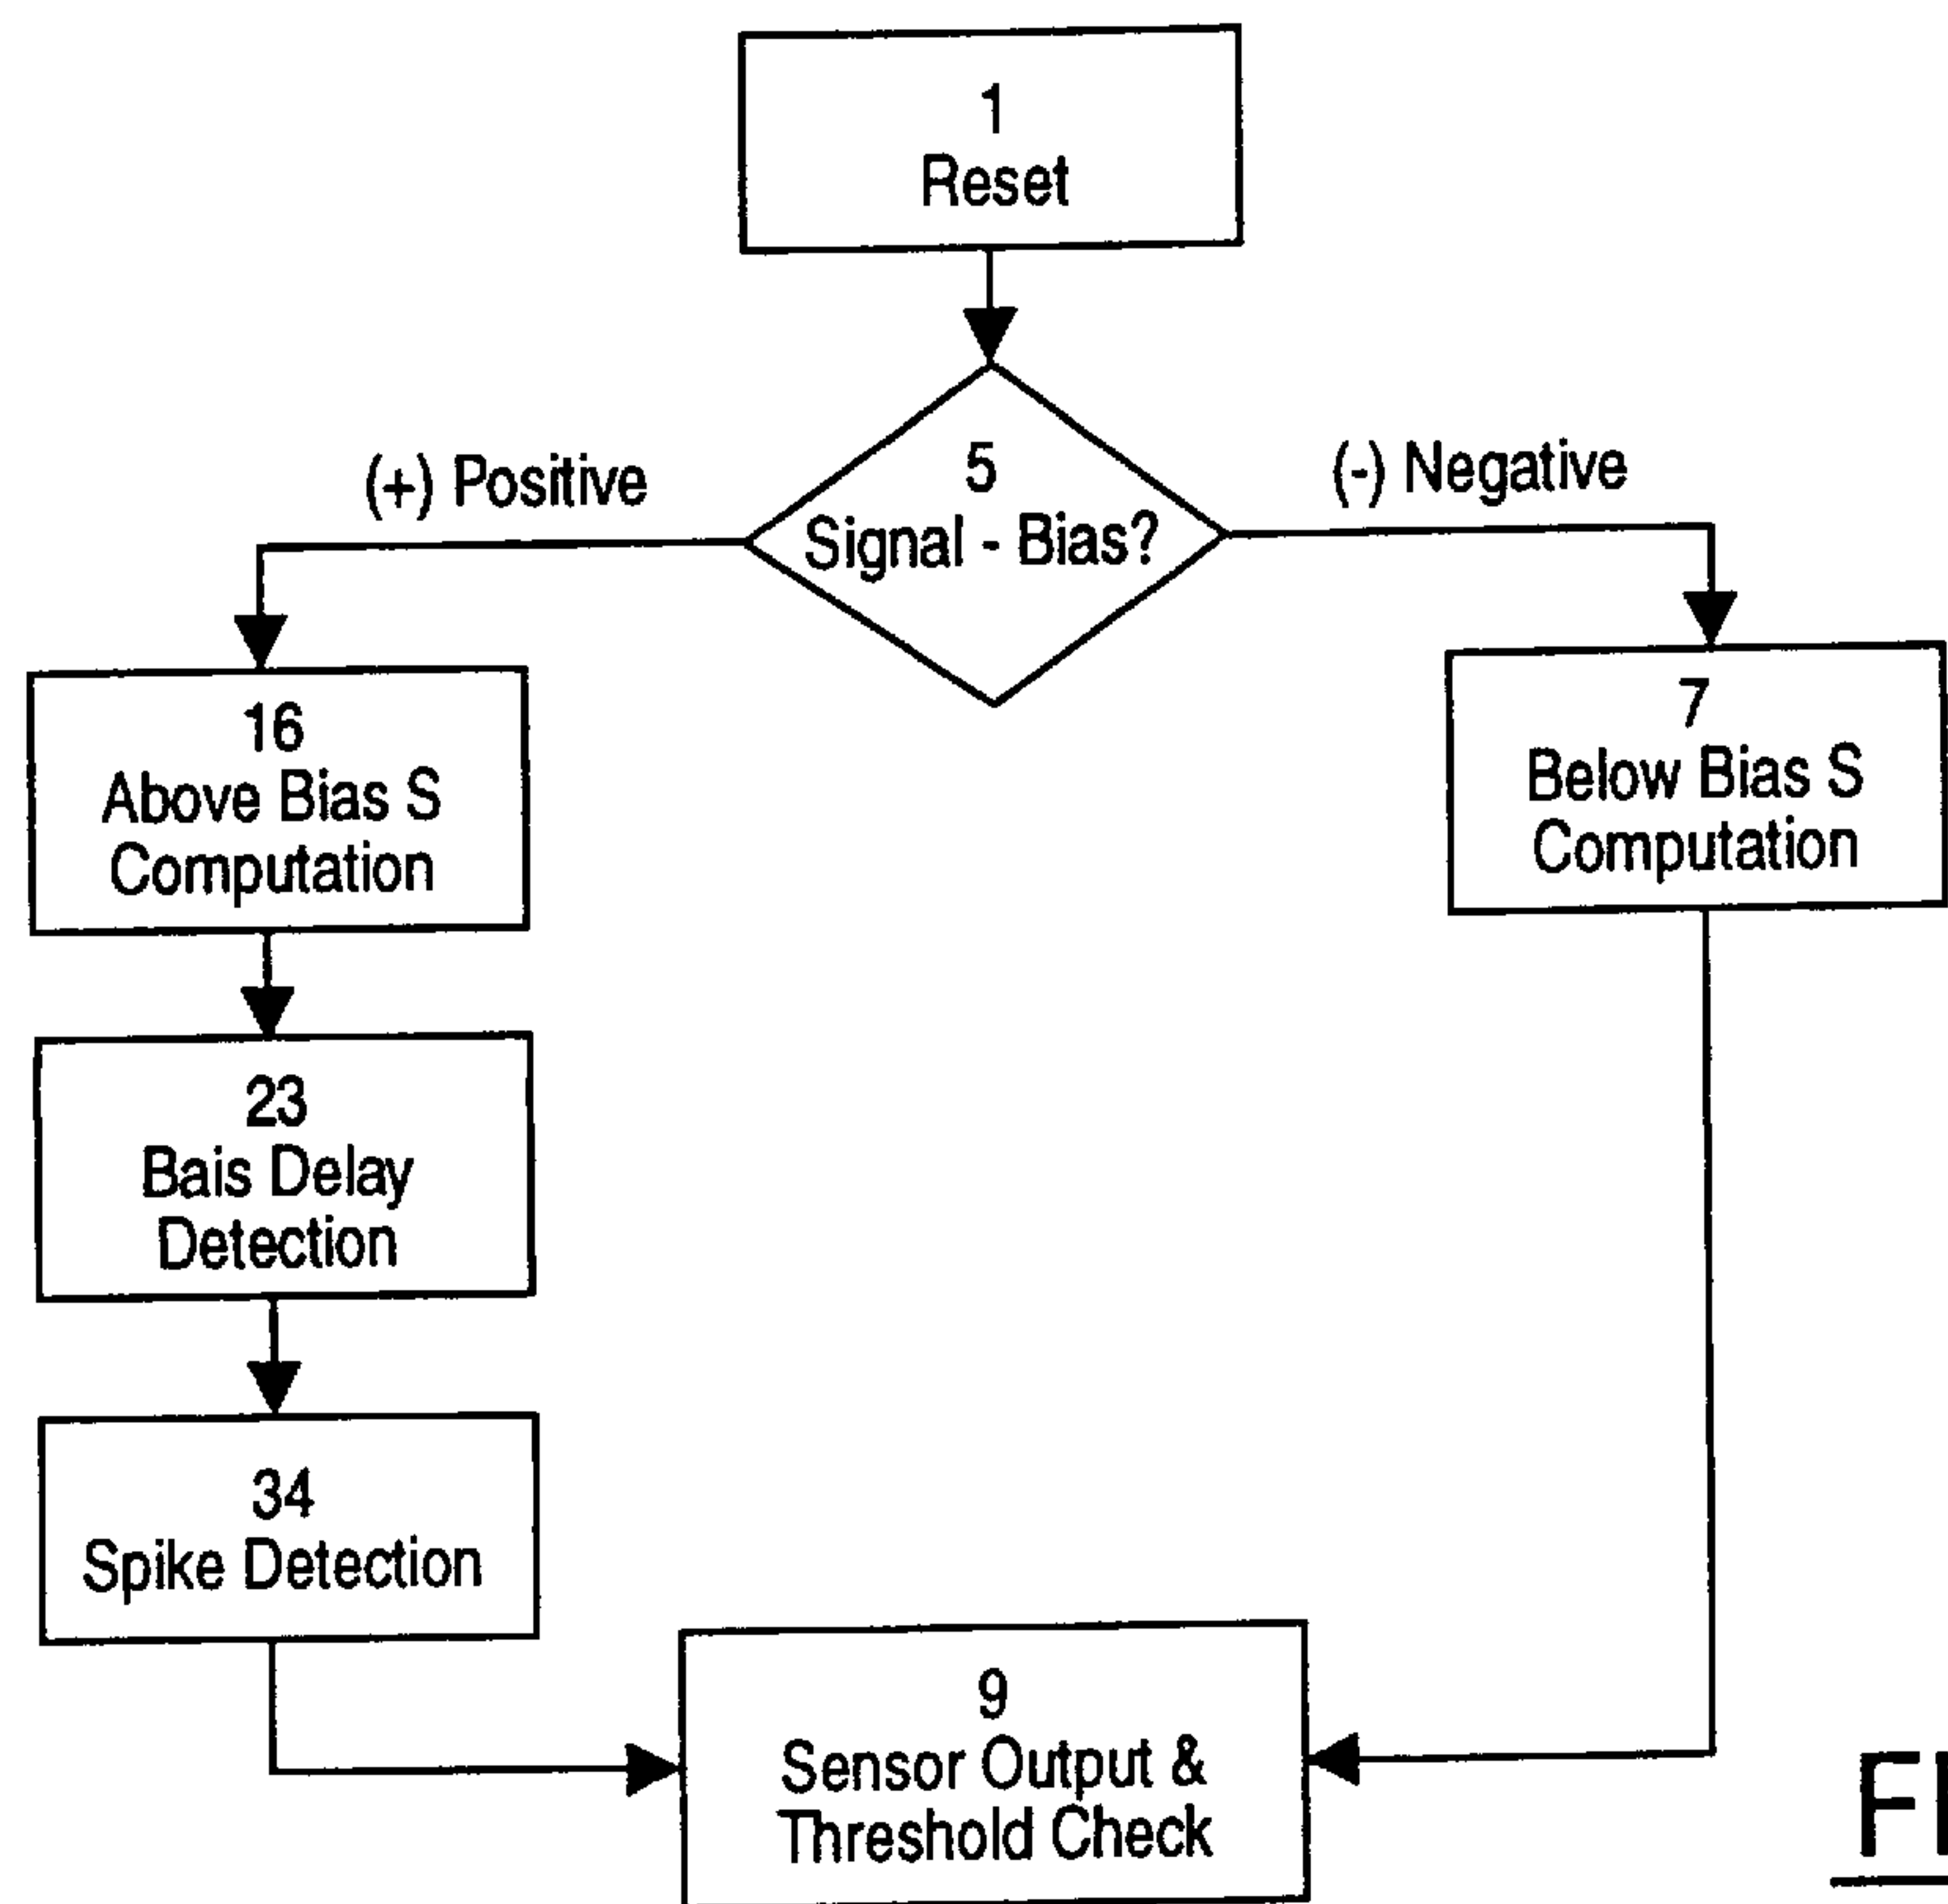 1
Reset
(+) Positive
5
Signal - Bias?
(-) Negative
16
Above Bias S
Computation
7
Below Bias S
Computation
23
Bais Delay
Detection
34
Spike Detection
9
Sensor Output &
Threshold Check